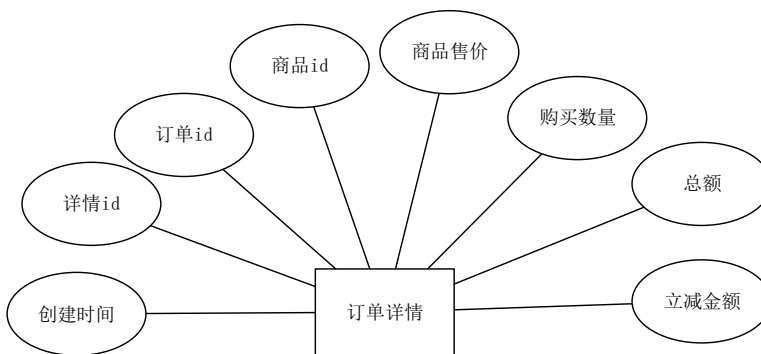 商品售价
商品id
购买数量
订单id
总额
详情id
立减金额
创建时间
订单详情